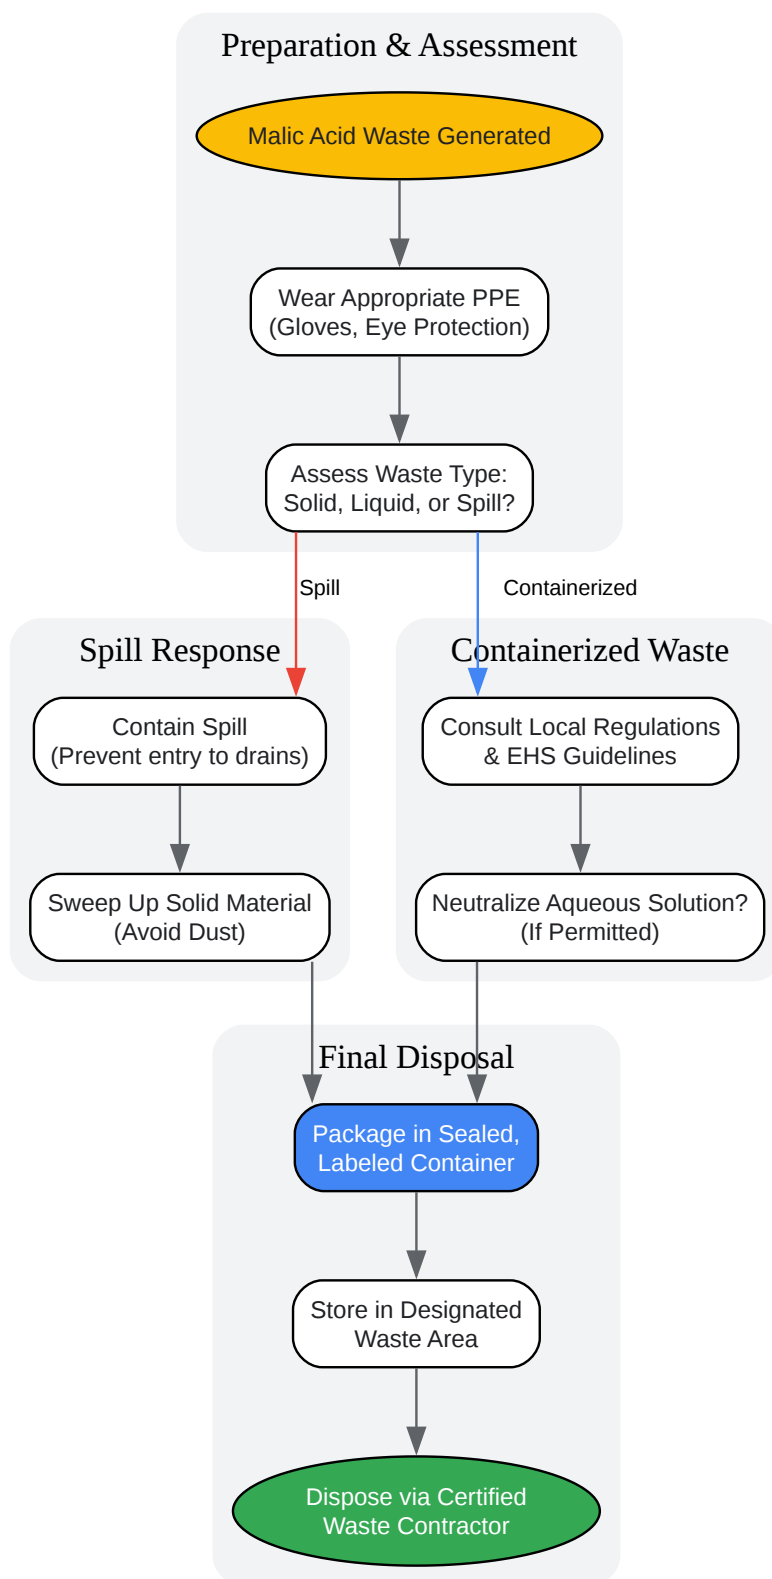 Preparation & Assessment
Malic Acid Waste Generated
Wear Appropriate PPE
(Gloves, Eye Protection)
Assess Waste Type:
Solid, Liquid, or Spill?
Spill
Containerized
Spill Response
Contain Spill
(Prevent entry to drains)
Sweep Up Solid Material
(Avoid Dust)
Containerized Waste
Consult Local Regulations
& EHS Guidelines
Neutralize Aqueous Solution?
(If Permitted)
Final Disposal
Package in Sealed,
Labeled Container
Store in Designated
Waste Area
Dispose via Certified
Waste Contractor